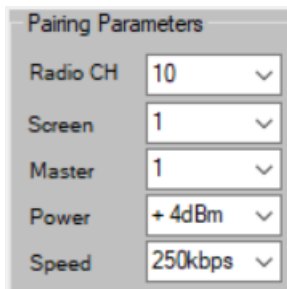 Pairing Parameters
Radio CH 10
Screen 1
Master 1
Power + 4dBm
Speed 250kbps